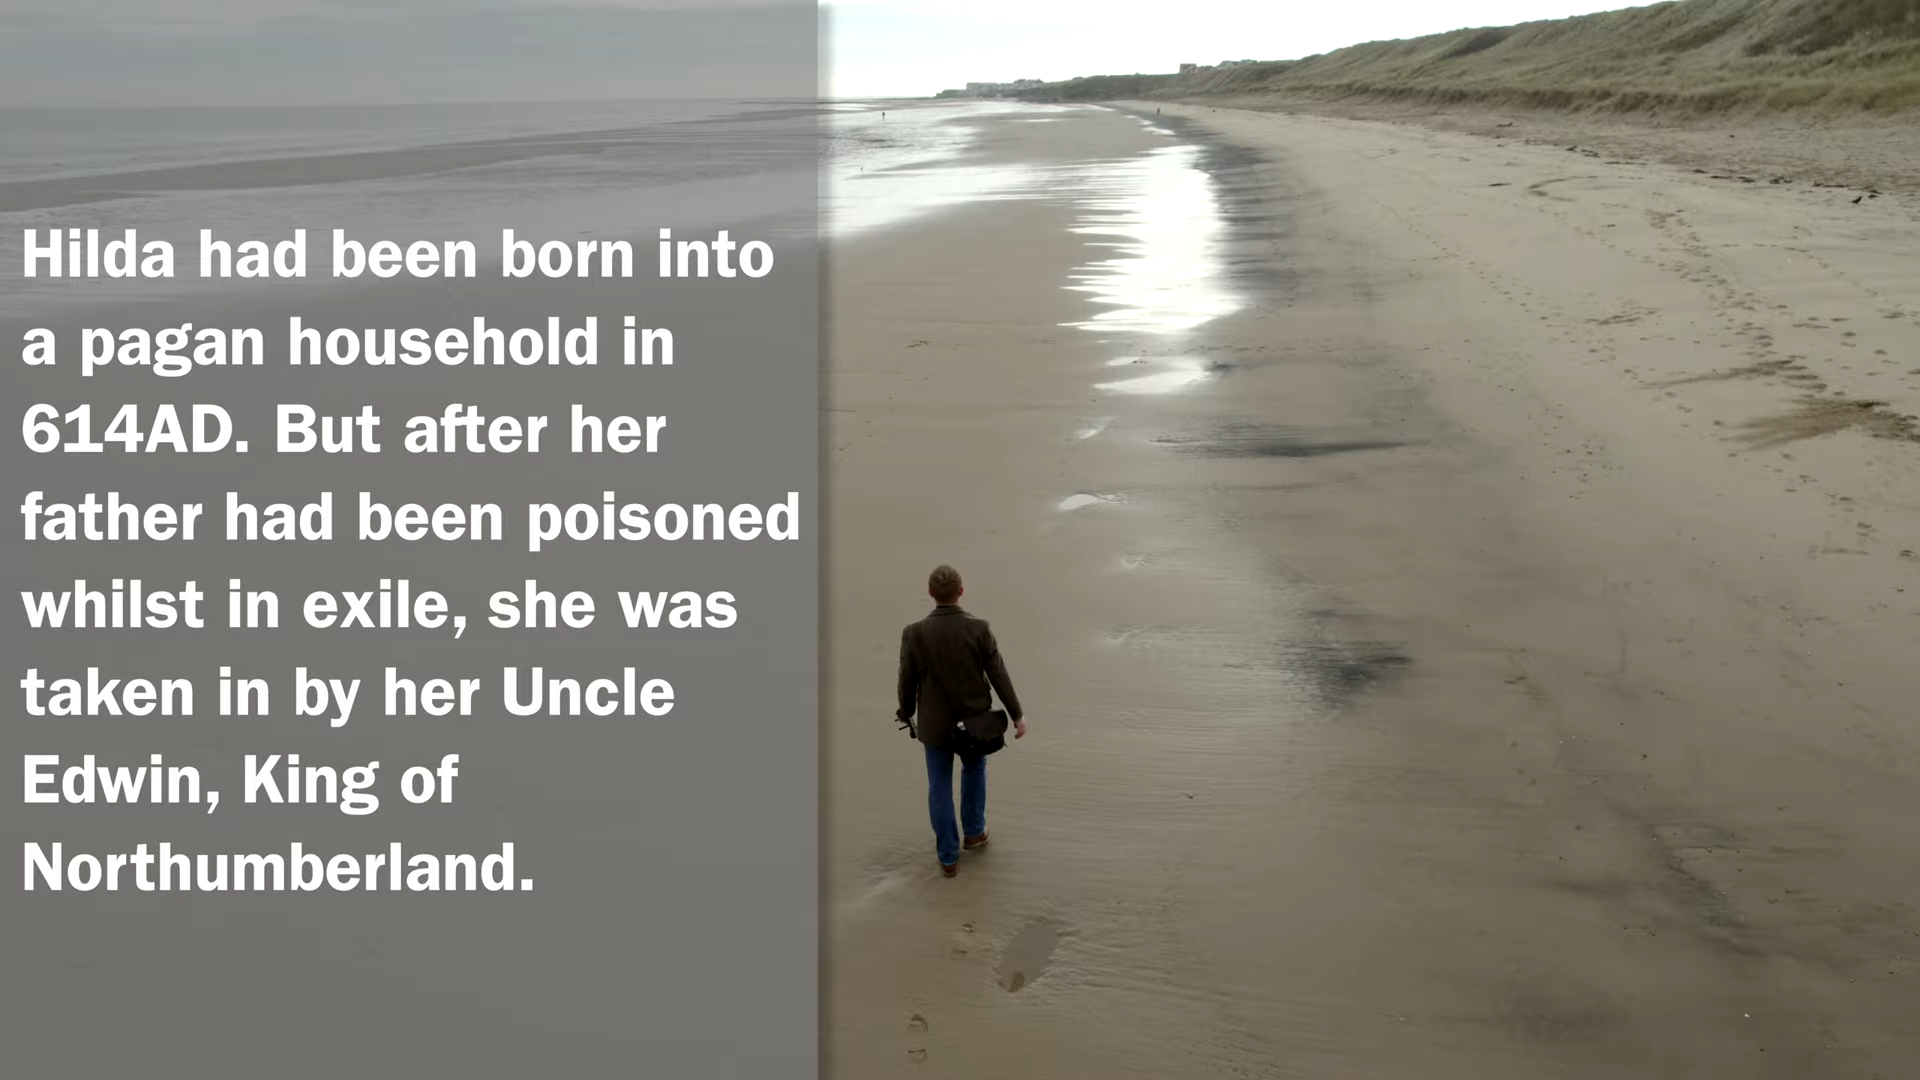 Hilda had been born into
a pagan household in
614AD. But after her
father had been poisoned
whilst in exile, she was
taken in by her Uncle
Edwin, King of
Northumberland.